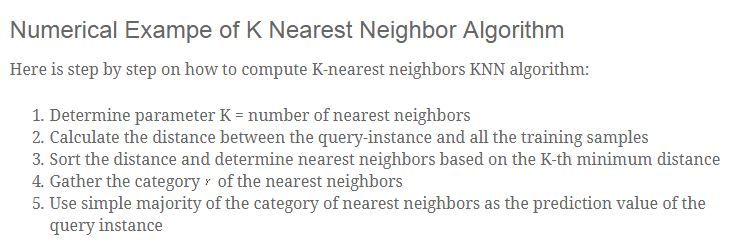 Numerical Exampe of K Nearest Neighbor Algorithm
Here is step by step on how to compute K-nearest neighbors KNN algorithm:
1. Determine parameter K = number of nearest neighbors
2. Calculate the distance between the query-instance and all the training samples
3. Sort the distance and determine nearest neighbors based on the K-th minimum distance
4. Gather the category of the nearest neighbors
5. Use simple majority of the category of nearest neighbors as the prediction value of the
query instance